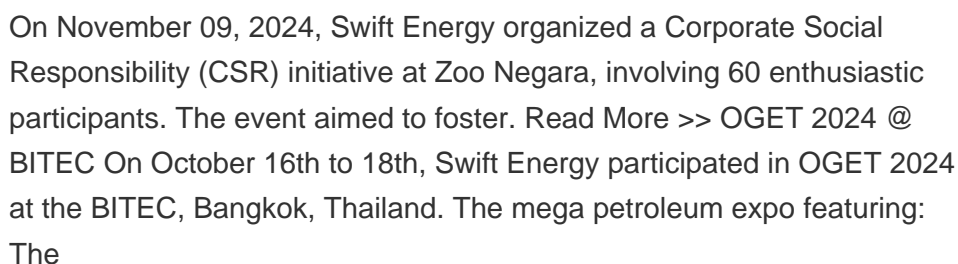 On November 09, 2024, Swift Energy organized a Corporate Social
Responsibility (CSR) initiative at Zoo Negara, involving 60 enthusiastic
participants. The event aimed to foster. Read More >> OGET 2024 @
BITEC On October 16th to 18th, Swift Energy participated in OGET 2024
at the BITEC, Bangkok, Thailand. The mega petroleum expo featuring:
The